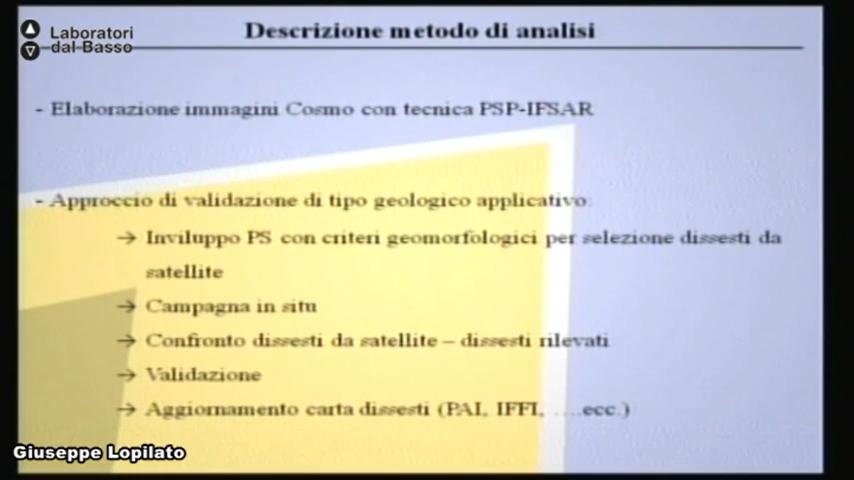 Laboratori
dal Basso
Descrizione metodo di analisi
- Elaborazione immagini Cosmo con tecnica PSP-IFSAR
- Approccio di validazione di tipo geologico applicativo:
→ Inviluppo PS con criteri geomorfologici per selezione dissesti da
satellite
→ Campagna in situ
→ Confronto dissesti da satellite – dissesti rilevati
→ Validazione
→ Aggiornamento carta dissesti (PAI, IFFI, ….ecc.)
Giuseppe Lopilato